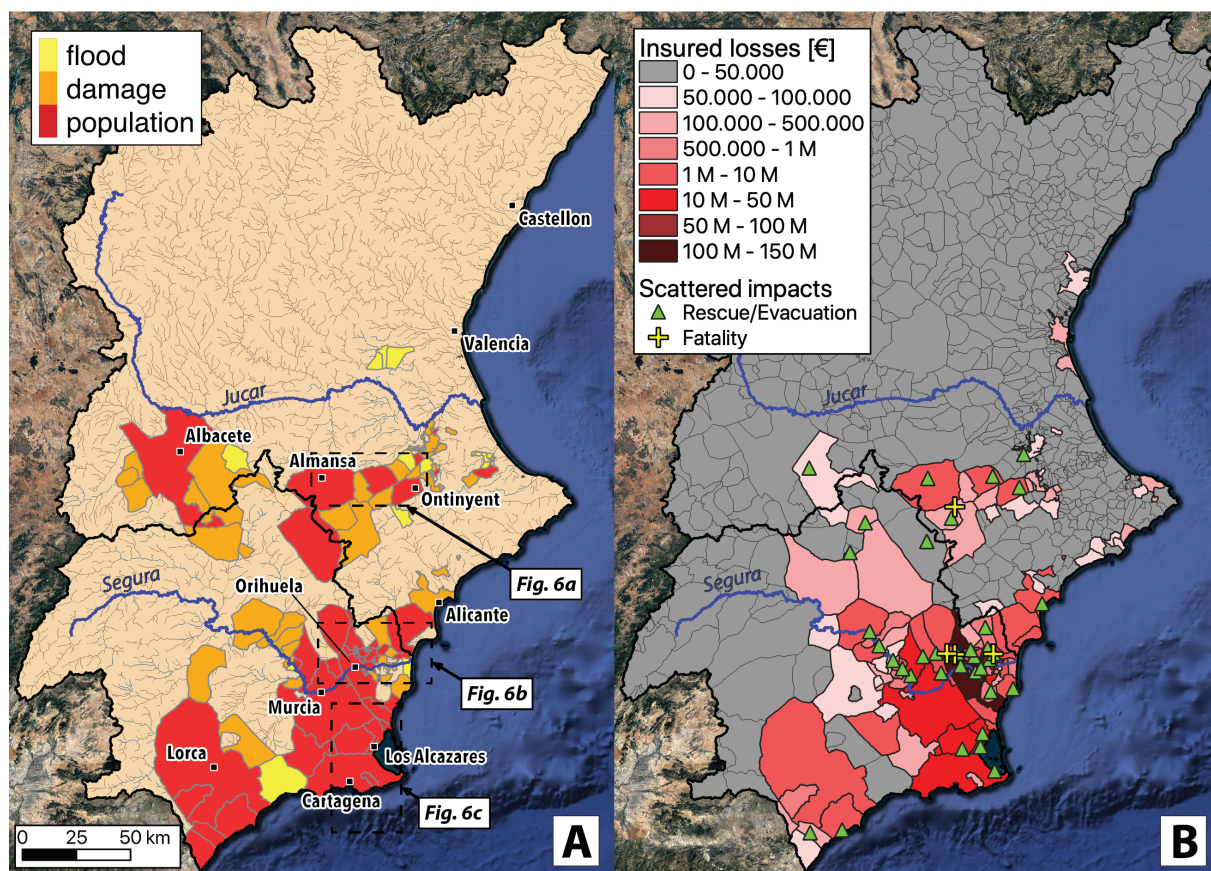 flood
damage
population
Castellon
Valencia
Jucar
Albacete
Almansa
Ontinyent
Fig. 6a
Segura
Orihuela
Alicante
Fig. 6b
Murcia
Lorca
Los Alcazares
Cartagena
Fig. 6c
0 25 50 km
A
Insured losses [€]
0 - 50.000
50.000 - 100.000
100.000 - 500.000
500.000 - 1 M
1 M - 10 M
10 M - 50 M
50 M - 100 M
100 M - 150 M
Scattered impacts
Rescue/Evacuation
Fatality
Jucar
Segura
B